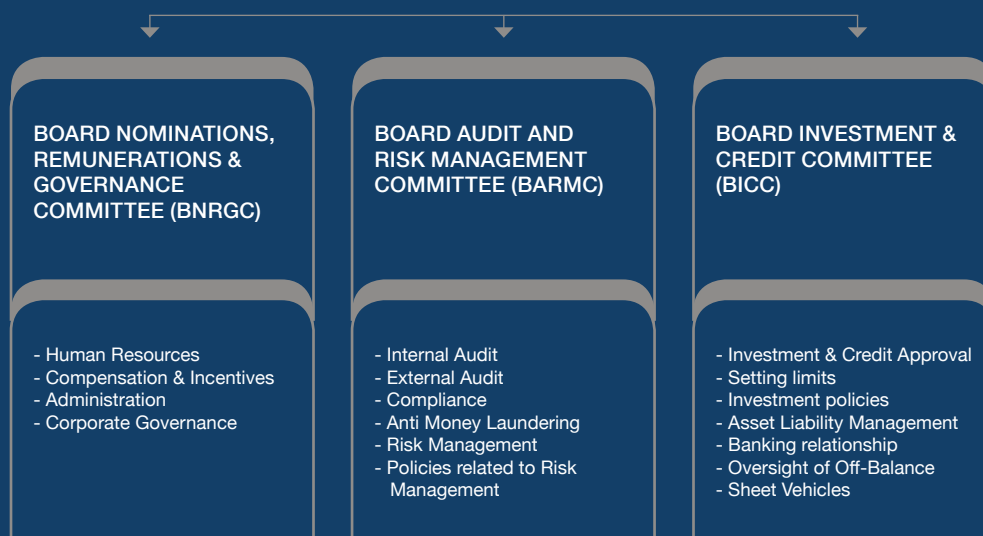 BOARD NOMINATIONS,
REMUNERATIONS &
GOVERNANCE
COMMITTEE (BNRGC)
- Human Resources
- Compensation & Incentives
- Administration
- Corporate Governance
BOARD AUDIT AND
RISK MANAGEMENT
COMMITTEE (BARMC)
- Internal Audit
- External Audit
- Compliance
- Anti Money Laundering
- Risk Management
- Policies related to Risk
Management
BOARD INVESTMENT &
CREDIT COMMITTEE
(BICC)
- Investment & Credit Approval
- Setting limits
- Investment policies
- Asset Liability Management
- Banking relationship
- Oversight of Off-Balance
- Sheet Vehicles